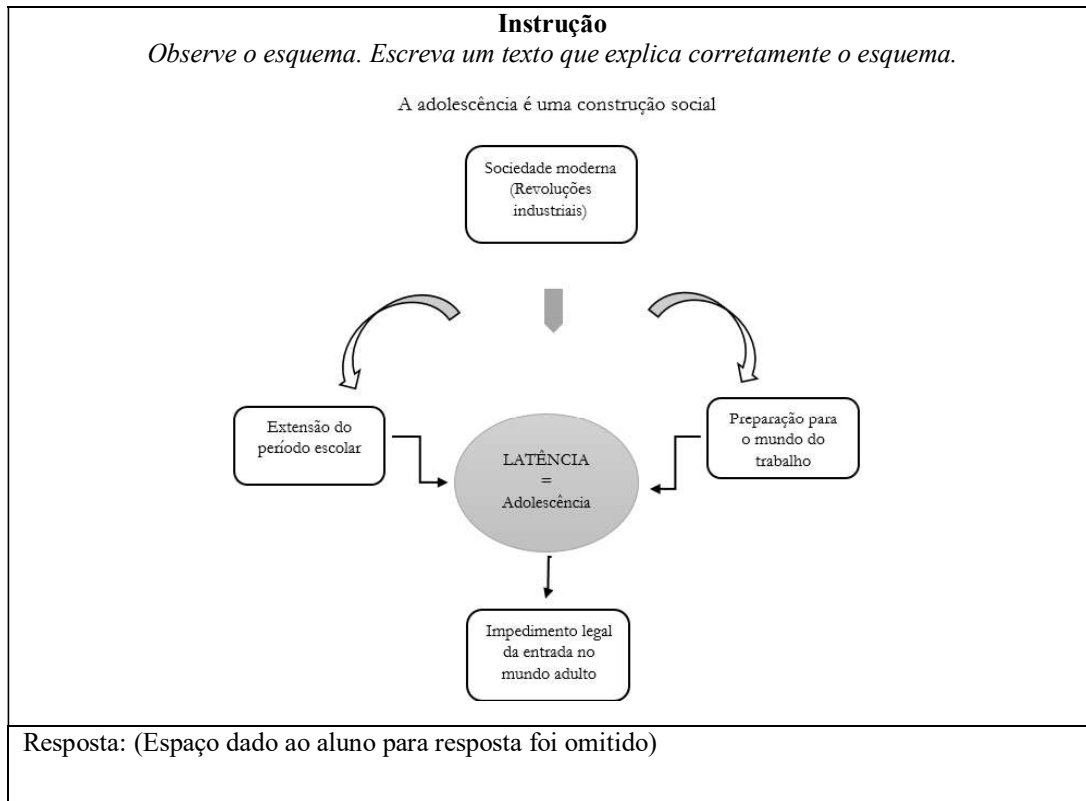 Instrução
Observe o esquema. Escreva um texto que explica corretamente o esquema.
A adolescência é uma construção social
Sociedade moderna
(Revoluções
industriais)
Extensão do
período escolar
LATÊNCIA
=
Adolescência
Preparação para
o mundo do
trabalho
Impedimento legal
da entrada no
mundo adulto
Resposta: (Espaço dado ao aluno para resposta foi omitido)